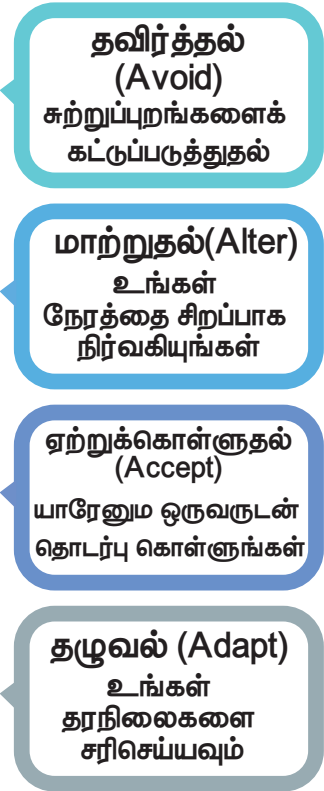 தவிர்த்தல்
(Avoid)
சுற்றுப்புறங்களைக்
கட்டுப்படுத்துதல்
மாற்றுதல்(Alter)
உங்கள்
நேரத்தை சிறப்பாக
நிர்வகியுங்கள்
ஏற்றுக்கொள்ளுதல்
(Accept)
யாரேனும ஒருவருடன்
தொடர்பு கொள்ளுங்கள்
தழுவல் (Adapt)
உங்கள்
தரநிலைகளை
சரிசெய்யவும்